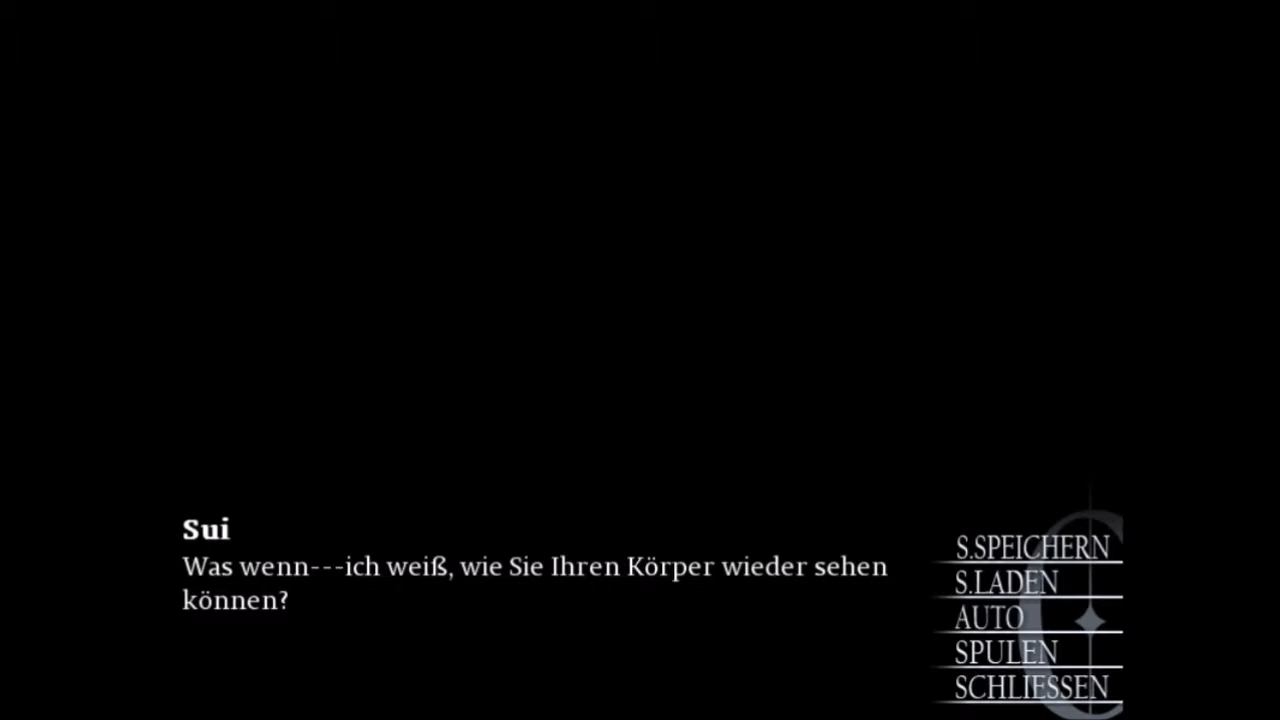 Sui
Was wenn---ich weiß, wie Sie Ihren Körper wieder sehen
können?
S.SPEICHERN
S.LADEN
AUTO
SPULEN
SCHLIESSEN